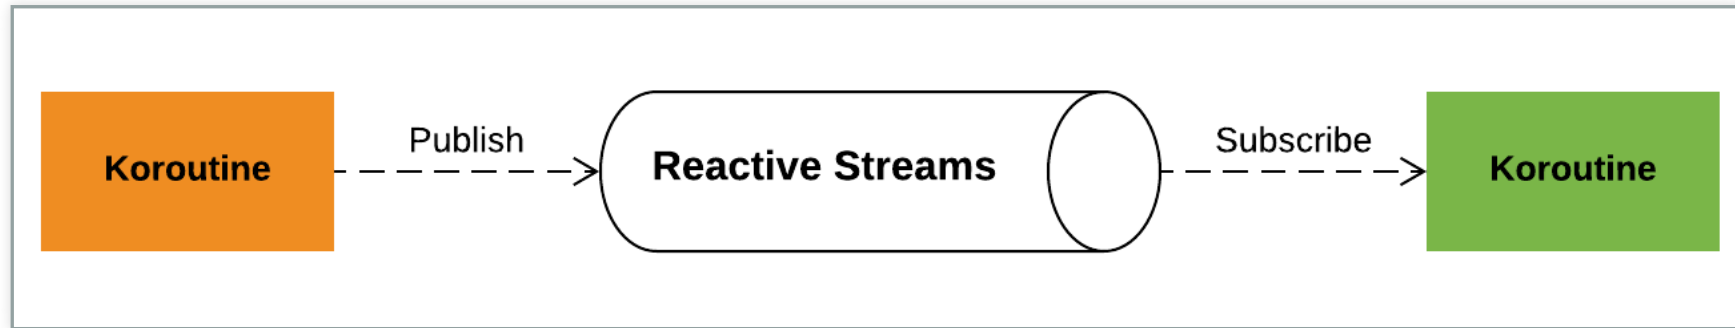 Koroutine
Publish
Reactive Streams
Subscribe
Koroutine